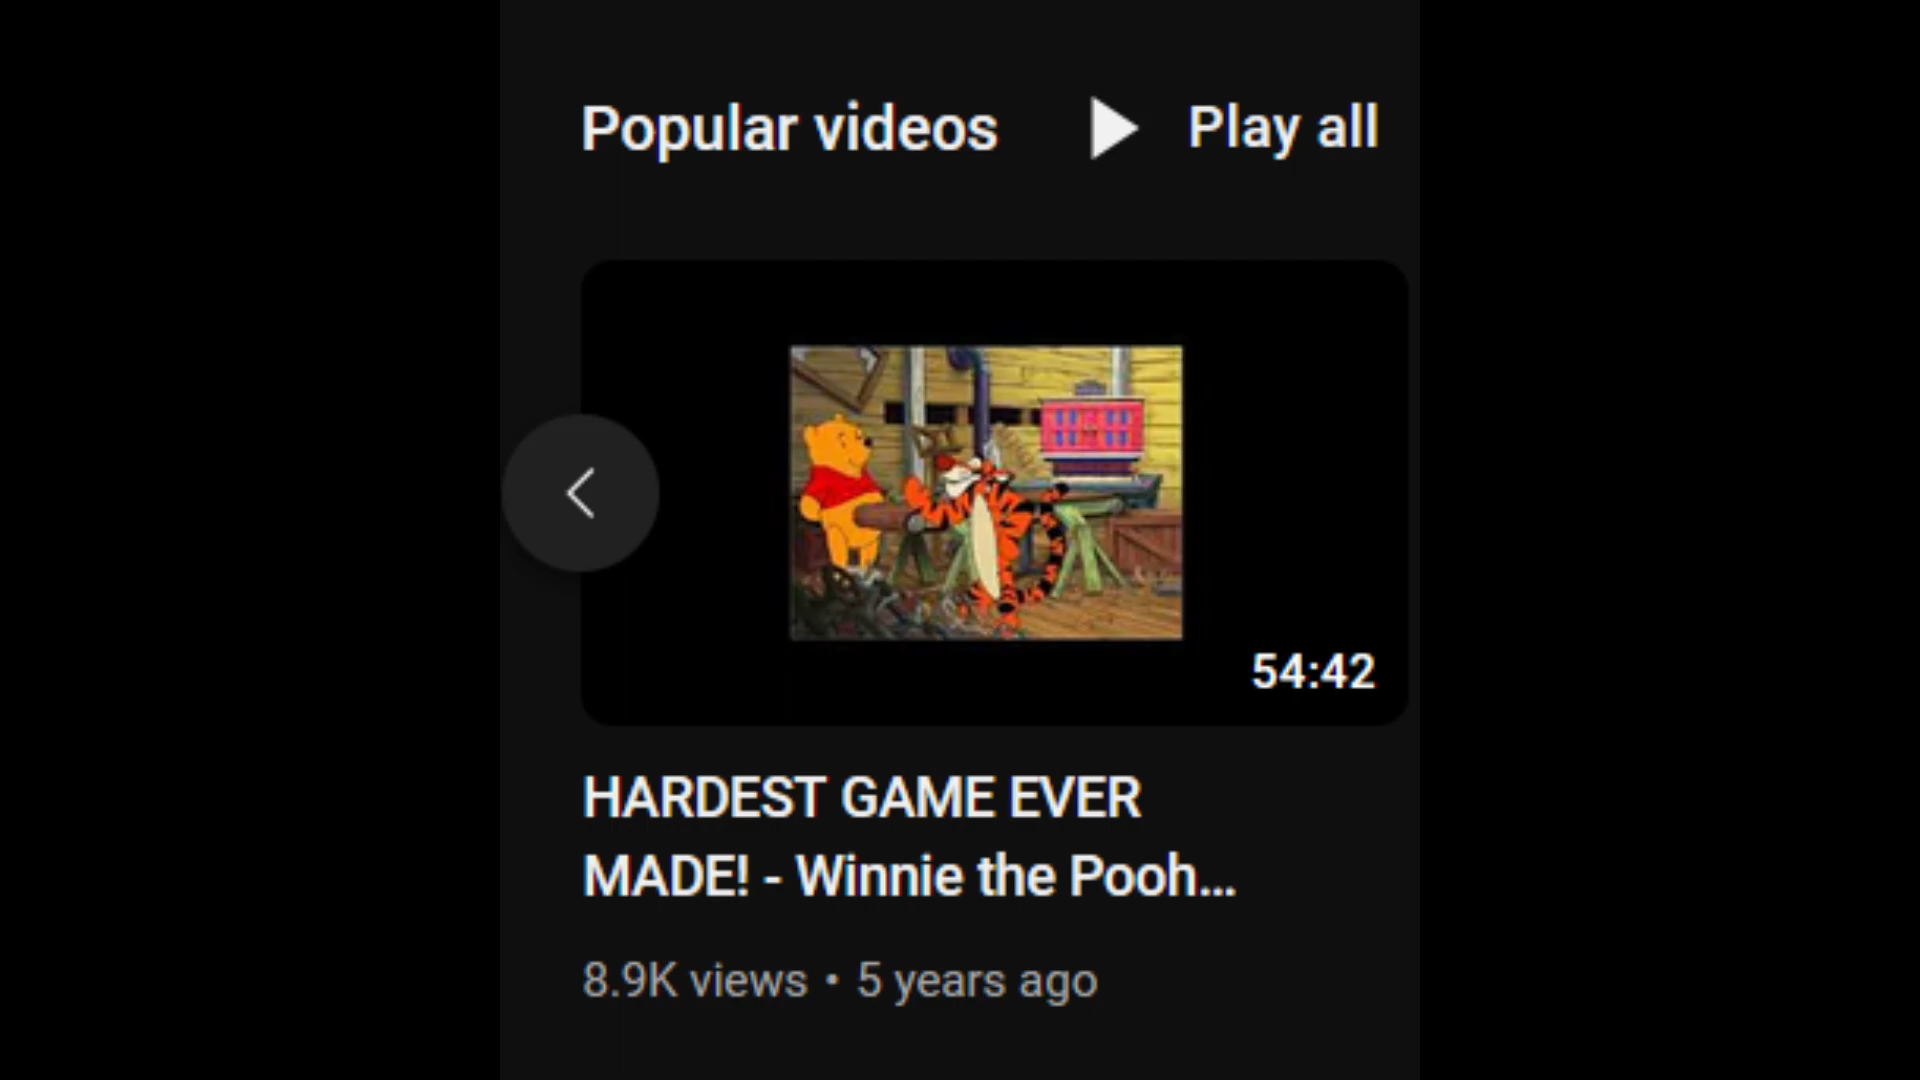 Popular videos
Play all
54:42
HARDEST GAME EVER
MADE! - Winnie the Pooh...
8.9K views • 5 years ago